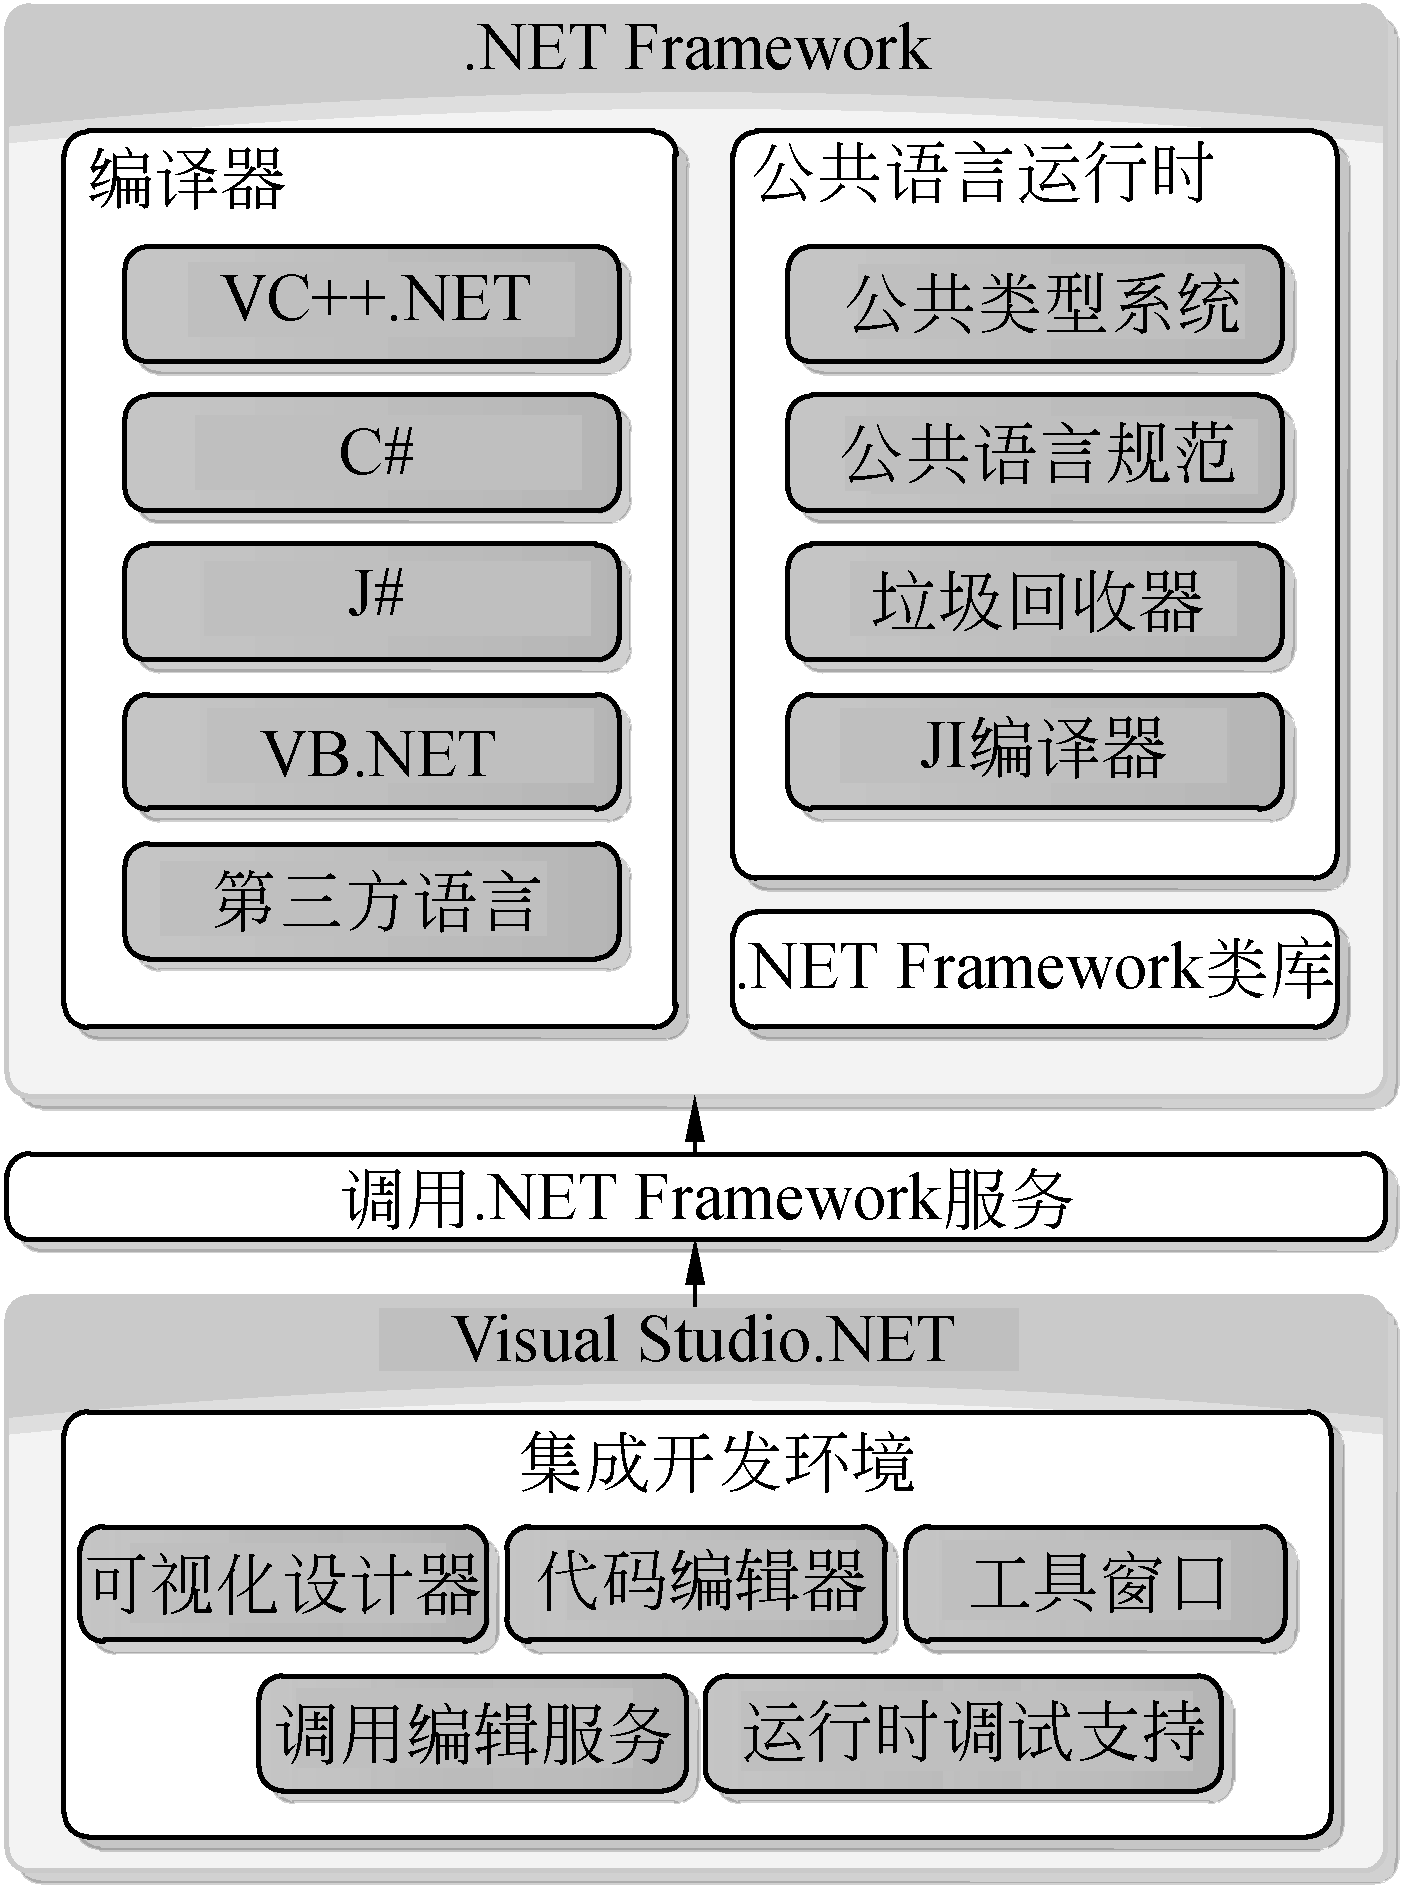 .NET Framework
编译器
VC++.NET
C#
J#
VB.NET
第三方语言
公共语言运行时
公共类型系统
公共语言规范
垃圾回收器
JI编译器
.NET Framework类库
调用.NET Framework服务
Visual Studio.NET
集成开发环境
可视化设计器
代码编辑器
工具窗口
调用编辑服务
运行时调试支持